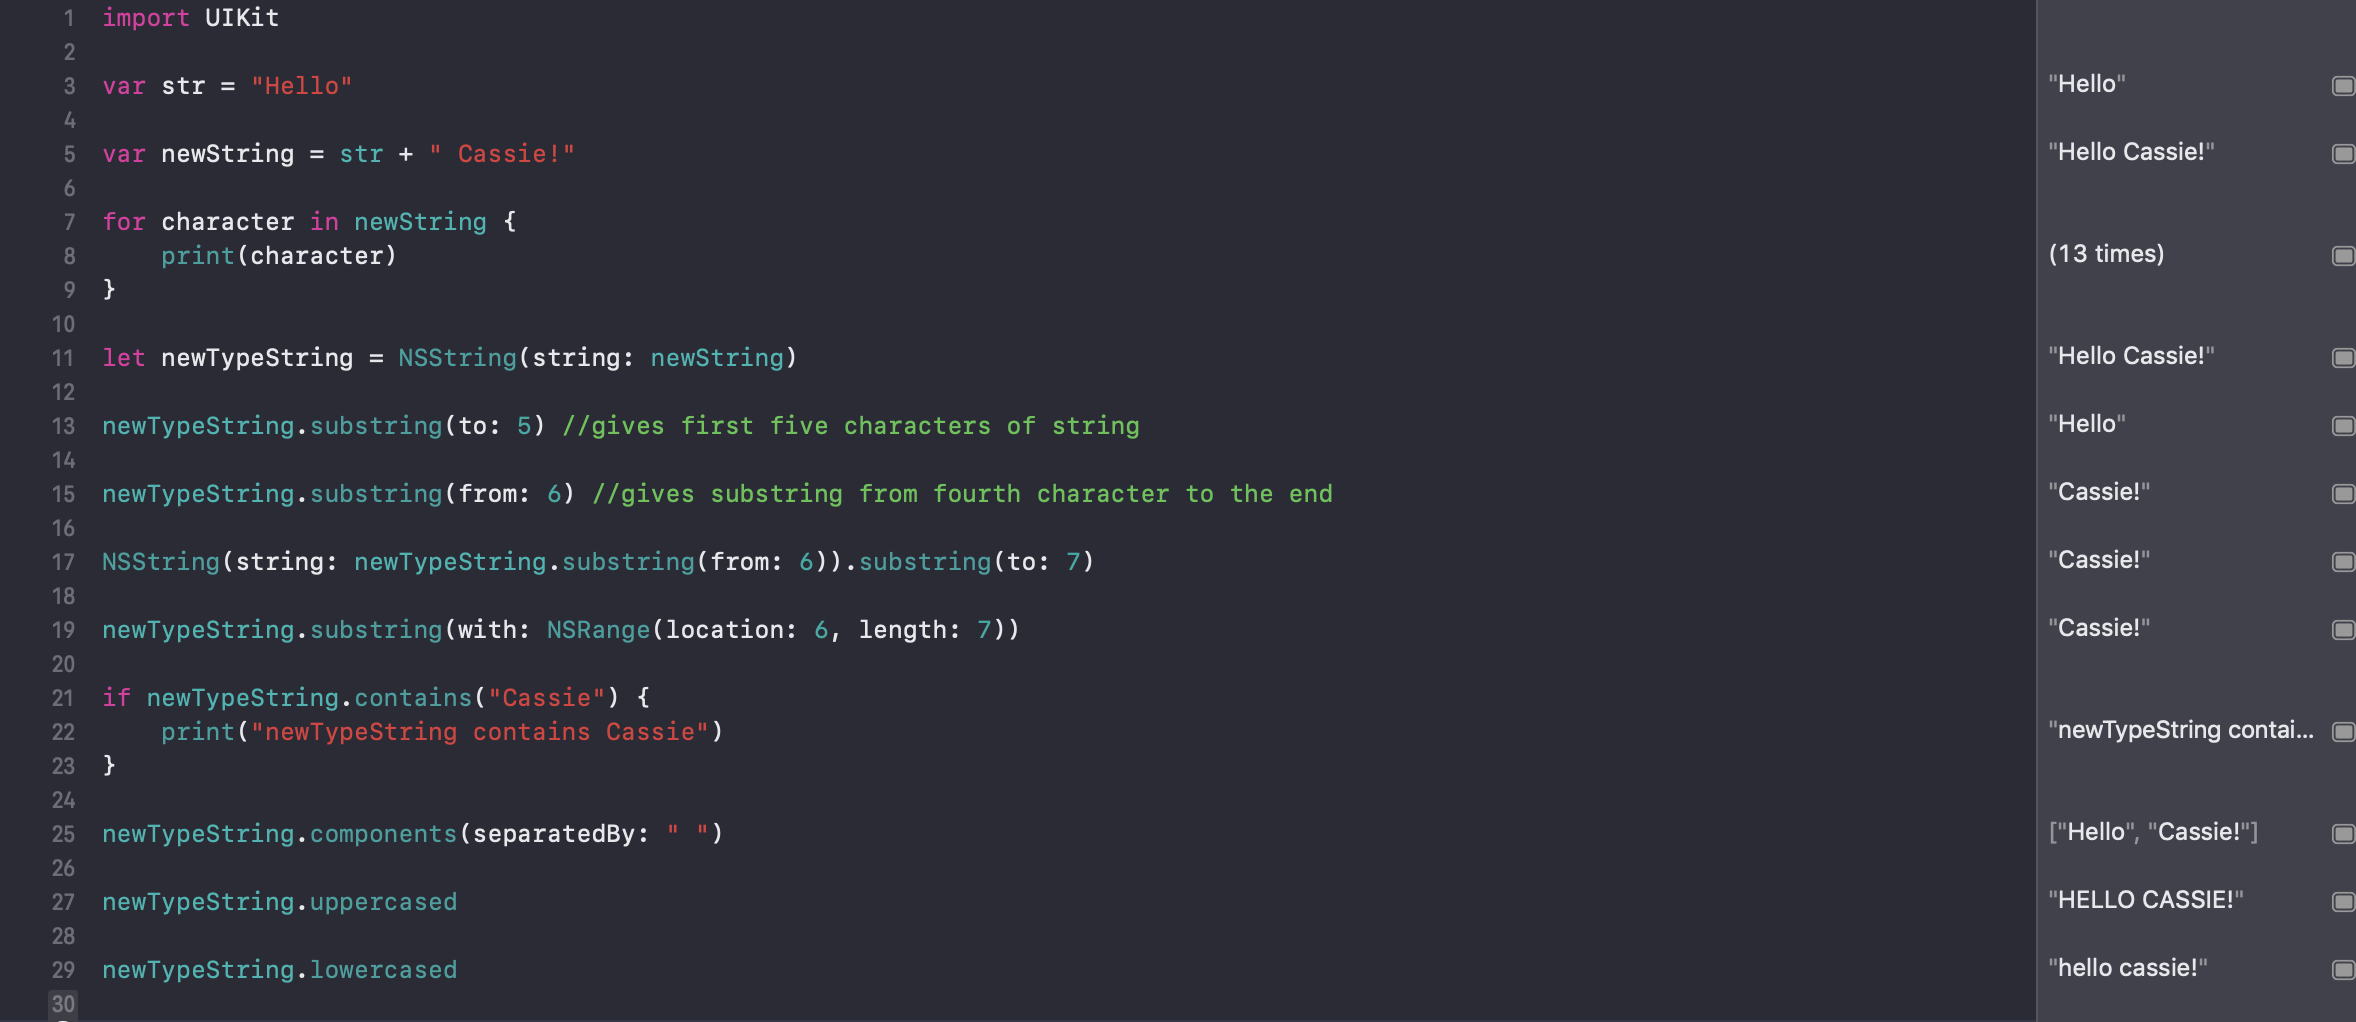 1 import UIKit
2
3 var str = "Hello" "Hello"
4
5 var newString = str + " Cassie!" "Hello Cassie!"
6
7 for character in newString {
8     print(character) (13 times)
9 }
10
11 let newTypeString = NSString(string: newString) "Hello Cassie!"
12
13 newTypeString.substring(to: 5) //gives first five characters of string "Hello"
14
15 newTypeString.substring(from: 6) //gives substring from fourth character to the end "Cassie!"
16
17 NSString(string: newTypeString.substring(from: 6)).substring(to: 7) "Cassie!"
18
19 newTypeString.substring(with: NSRange(location: 6, length: 7)) "Cassie!"
20
21 if newTypeString.contains("Cassie") {
22     print("newTypeString contains Cassie") "newTypeString contai...
23 }
24
25 newTypeString.components(separatedBy: " ") ["Hello", "Cassie!"]
26
27 newTypeString.uppercased "HELLO CASSIE!"
28
29 newTypeString.lowercased "hello cassie!"
30